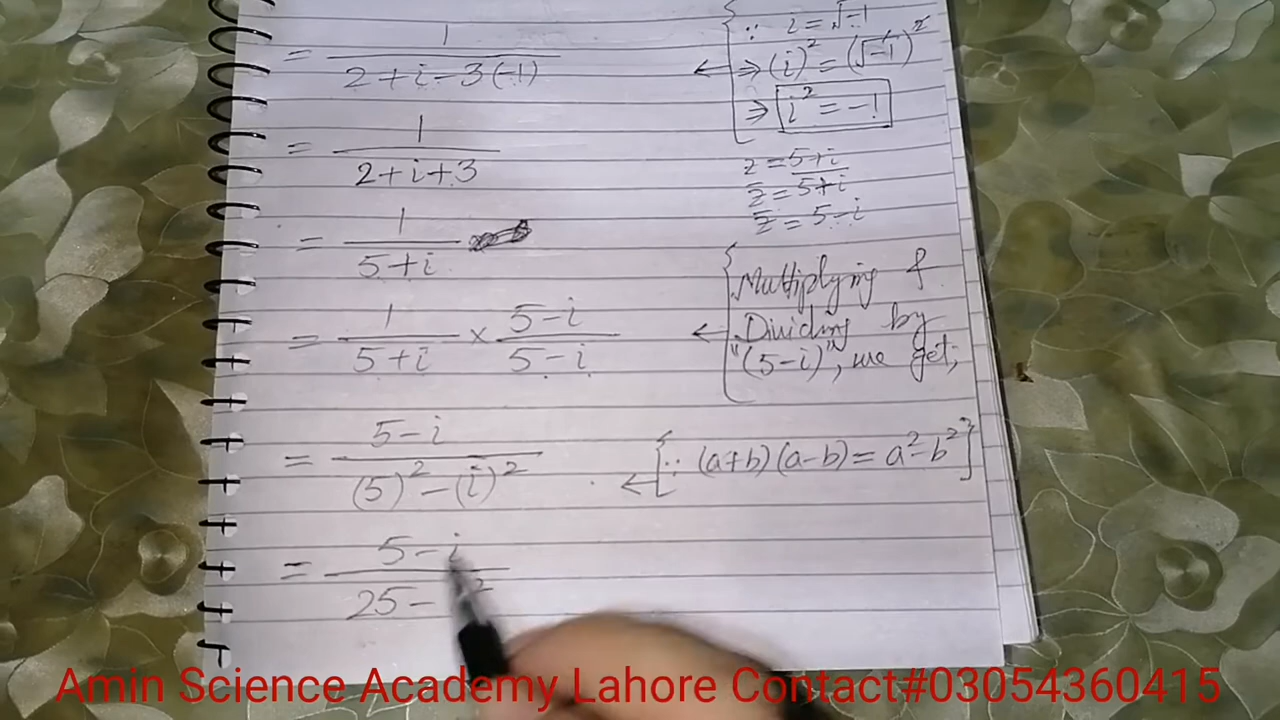 = 1 / 2+i-3(-1)
= 1 / 2+i+3
= 1 / 5+i
= 1 / 5+i × 5-i / 5-i
= 5-i / (5)²-(i)²
= 5-i / 25-²
∵ i = √-1
⇒ (i)² = (√-1)²
⇒ i² = -1
z = 5+i
z̅ = 5+i
z̅ = 5-i
Multiplying &
Dividing by
"(5-i)", we get;
[∵ (a+b)(a-b) = a²-b²]
Amin Science Academy Lahore Contact#03054360415